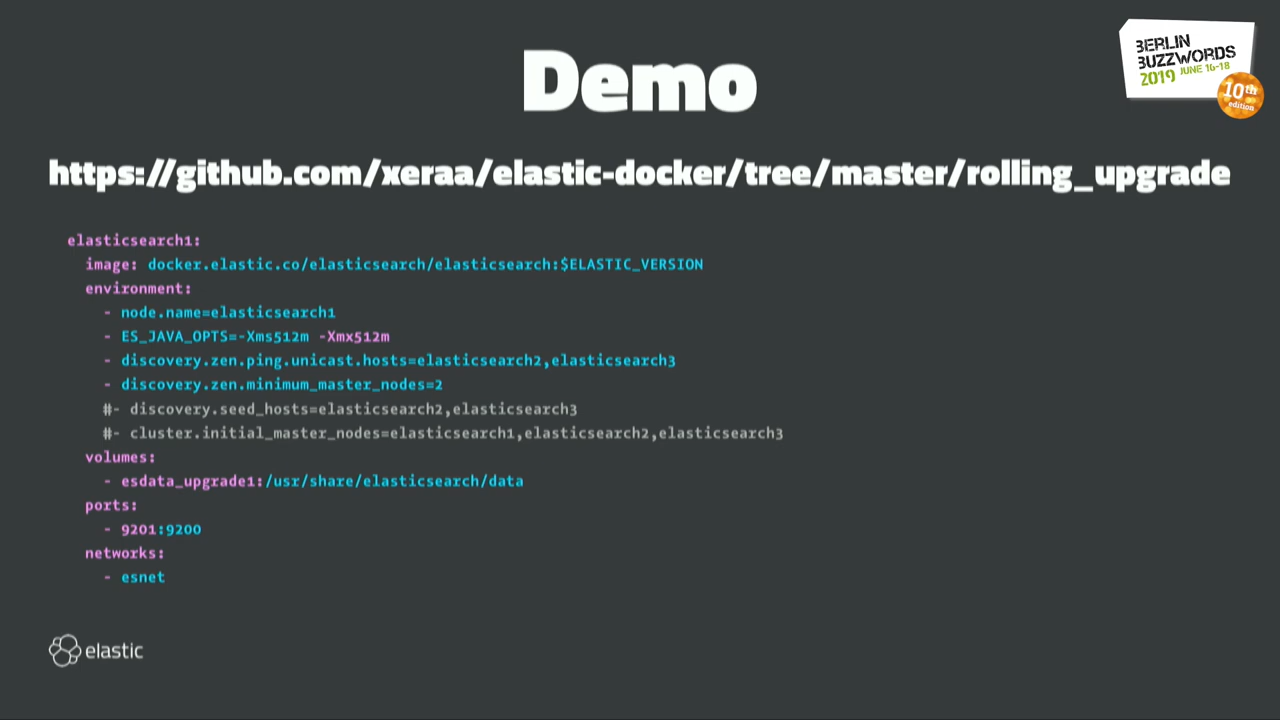 Demo
BERLIN
BUZZWORDS
2019 JUNE 16-18
10th
edition
https://github.com/xeraa/elastic-docker/tree/master/rolling_upgrade
elasticsearch1:
image: docker.elastic.co/elasticsearch/elasticsearch:$ELASTIC_VERSION
environment:
- node.name=elasticsearch1
- ES_JAVA_OPTS=-Xms512m -Xmx512m
- discovery.zen.ping.unicast.hosts=elasticsearch2,elasticsearch3
- discovery.zen.minimum_master_nodes=2
#- discovery.seed_hosts=elasticsearch2,elasticsearch3
#- cluster.initial_master_nodes=elasticsearch1,elasticsearch2,elasticsearch3
volumes:
- esdata_upgrade1:/usr/share/elasticsearch/data
ports:
- 9201:9200
networks:
- esnet
elastic